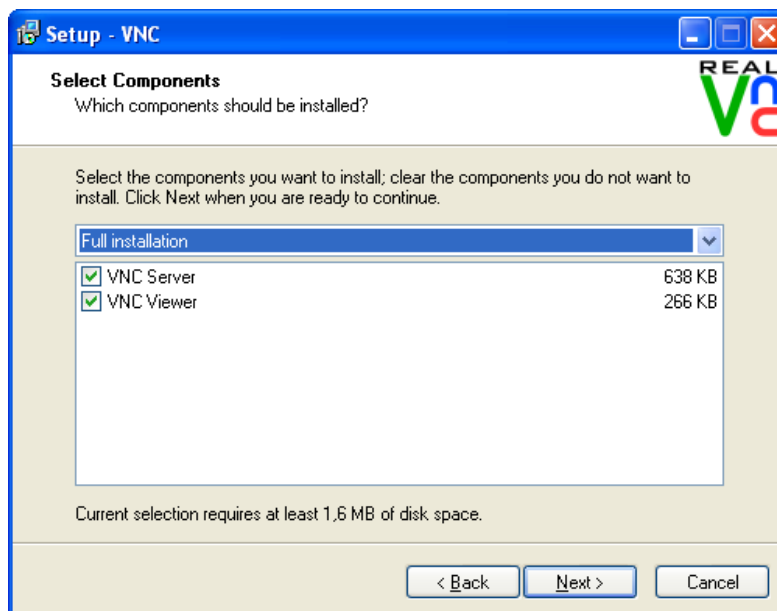 Setup - VNC
Select Components
Which components should be installed?
REAL
VNC
Select the components you want to install; clear the components you do not want to
install. Click Next when you are ready to continue.
Full installation
VNC Server 638 KB
VNC Viewer 266 KB
Current selection requires at least 1,6 MB of disk space.
< Back Next > Cancel